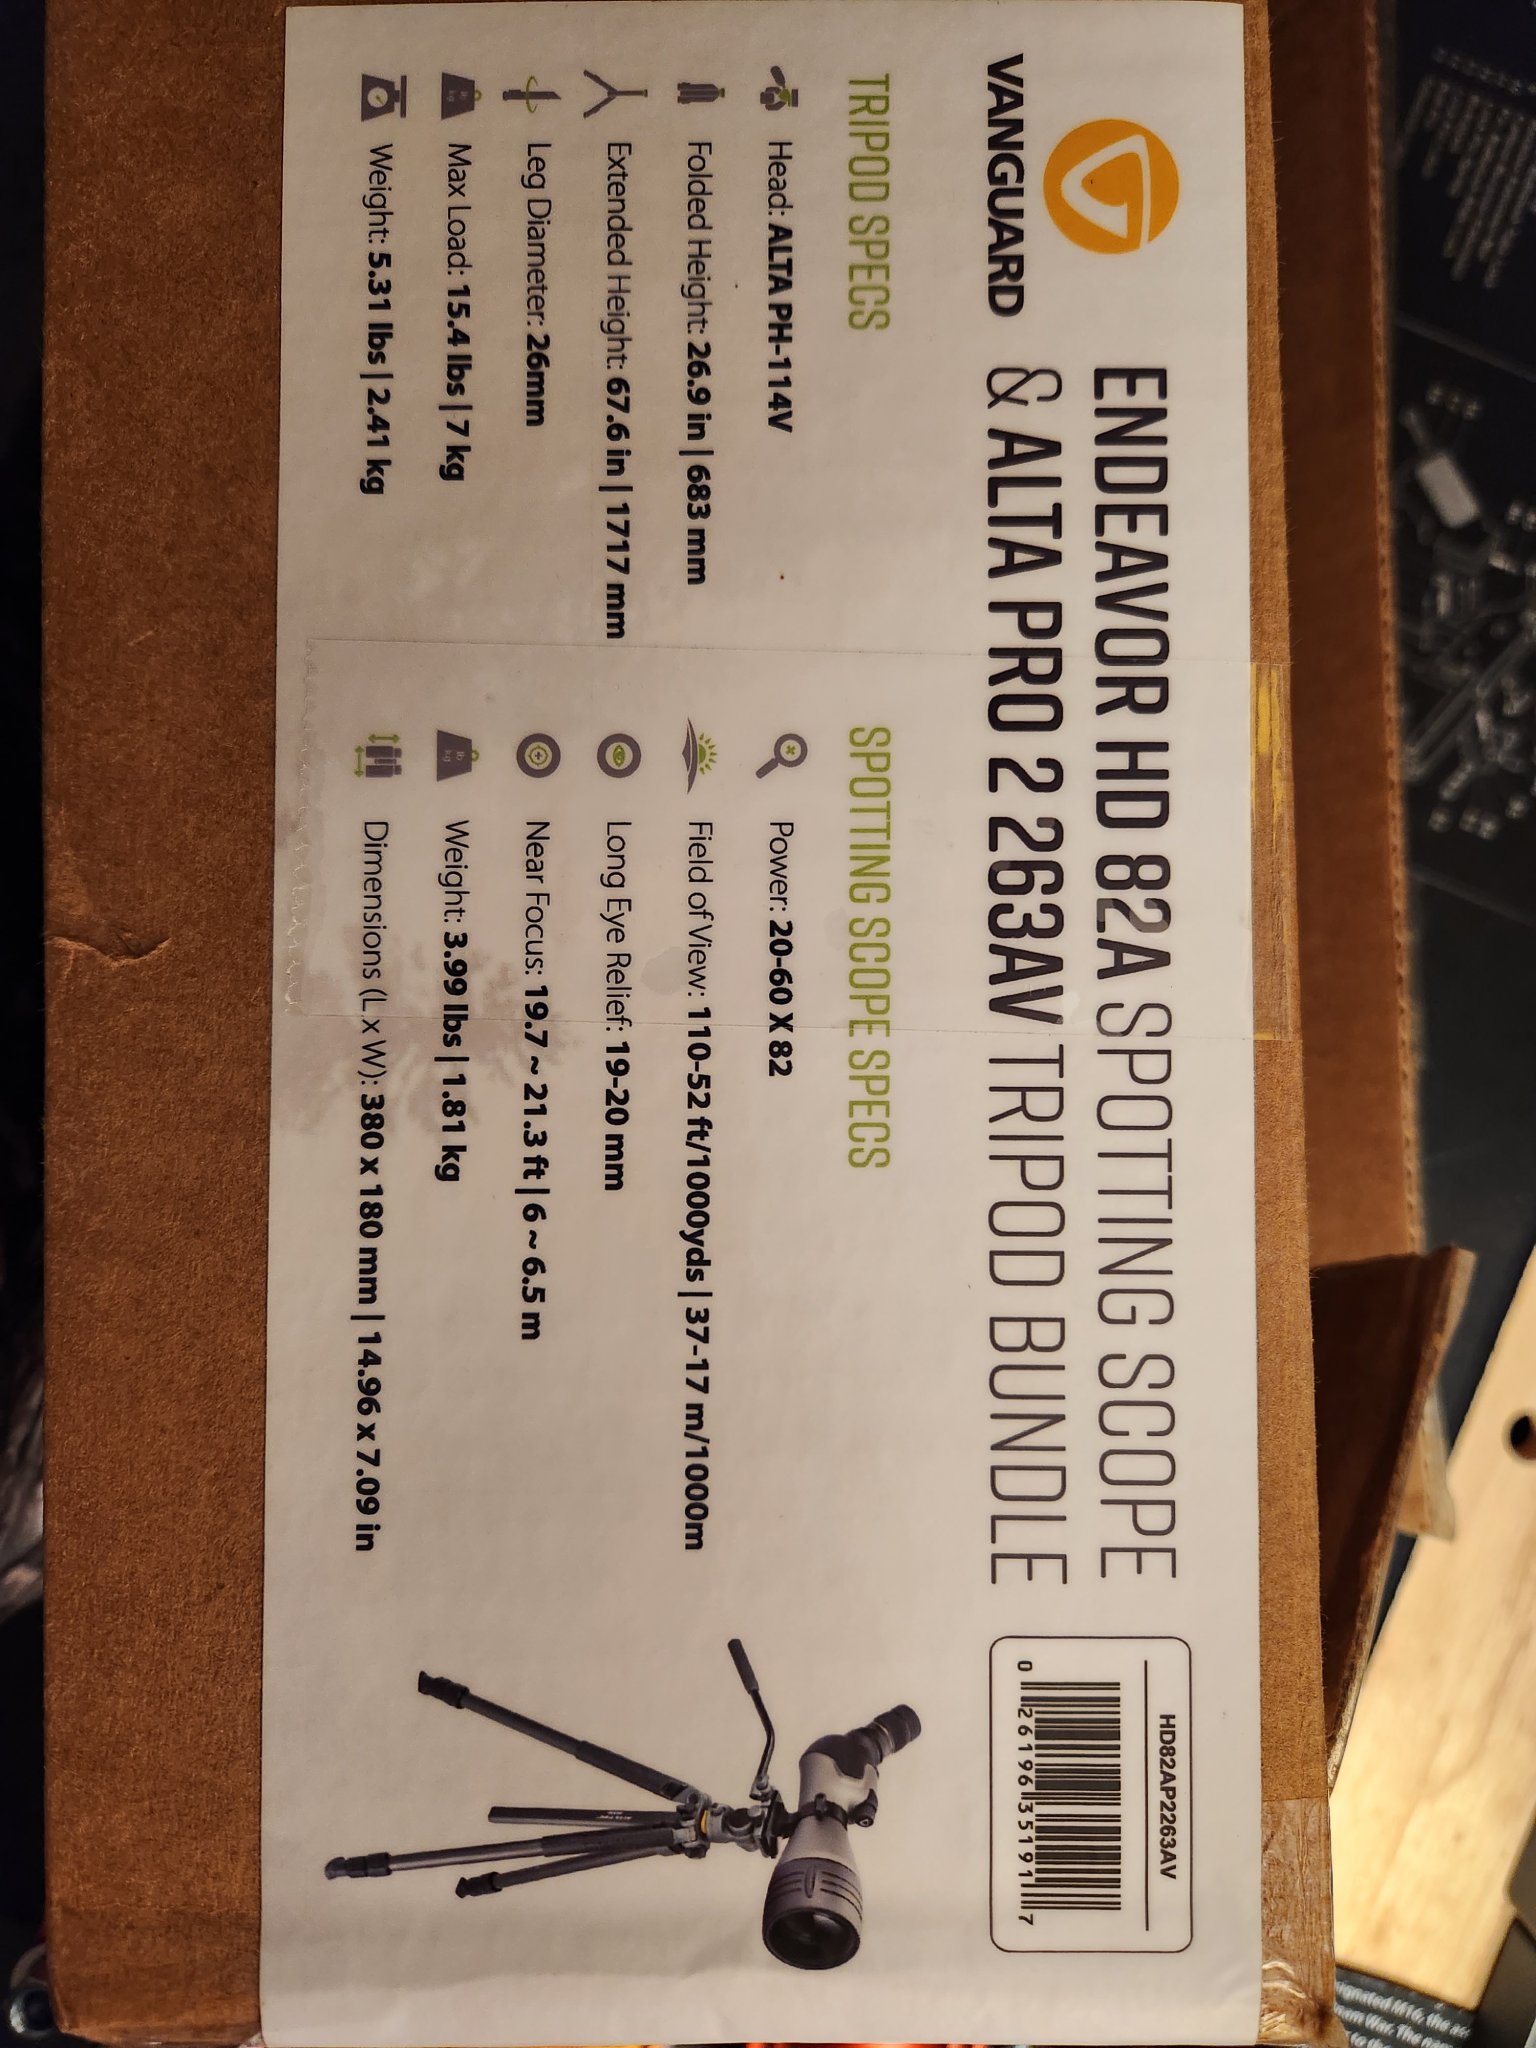 VANGUARD
ENDEAVOR HD 82A SPOTTING SCOPE
& ALTA PRO 2 263AV TRIPOD BUNDLE
HD82AP2263AV
0 26196 35191 7
TRIPOD SPECS
Head: ALTA PH-114V
Folded Height: 26.9 in | 683 mm
Extended Height: 67.6 in | 1717 mm
Leg Diameter: 26mm
lb
kg
Max Load: 15.4 lbs | 7 kg
Weight: 5.31 lbs | 2.41 kg
SPOTTING SCOPE SPECS
Power: 20-60 X 82
Field of View: 110-52 ft/1000yds | 37-17 m/1000m
Long Eye Relief: 19-20 mm
Near Focus: 19.7 ~ 21.3 ft | 6 ~ 6.5 m
lb
kg
Weight: 3.99 lbs | 1.81 kg
Dimensions (L x W): 380 x 180 mm | 14.96 x 7.09 in